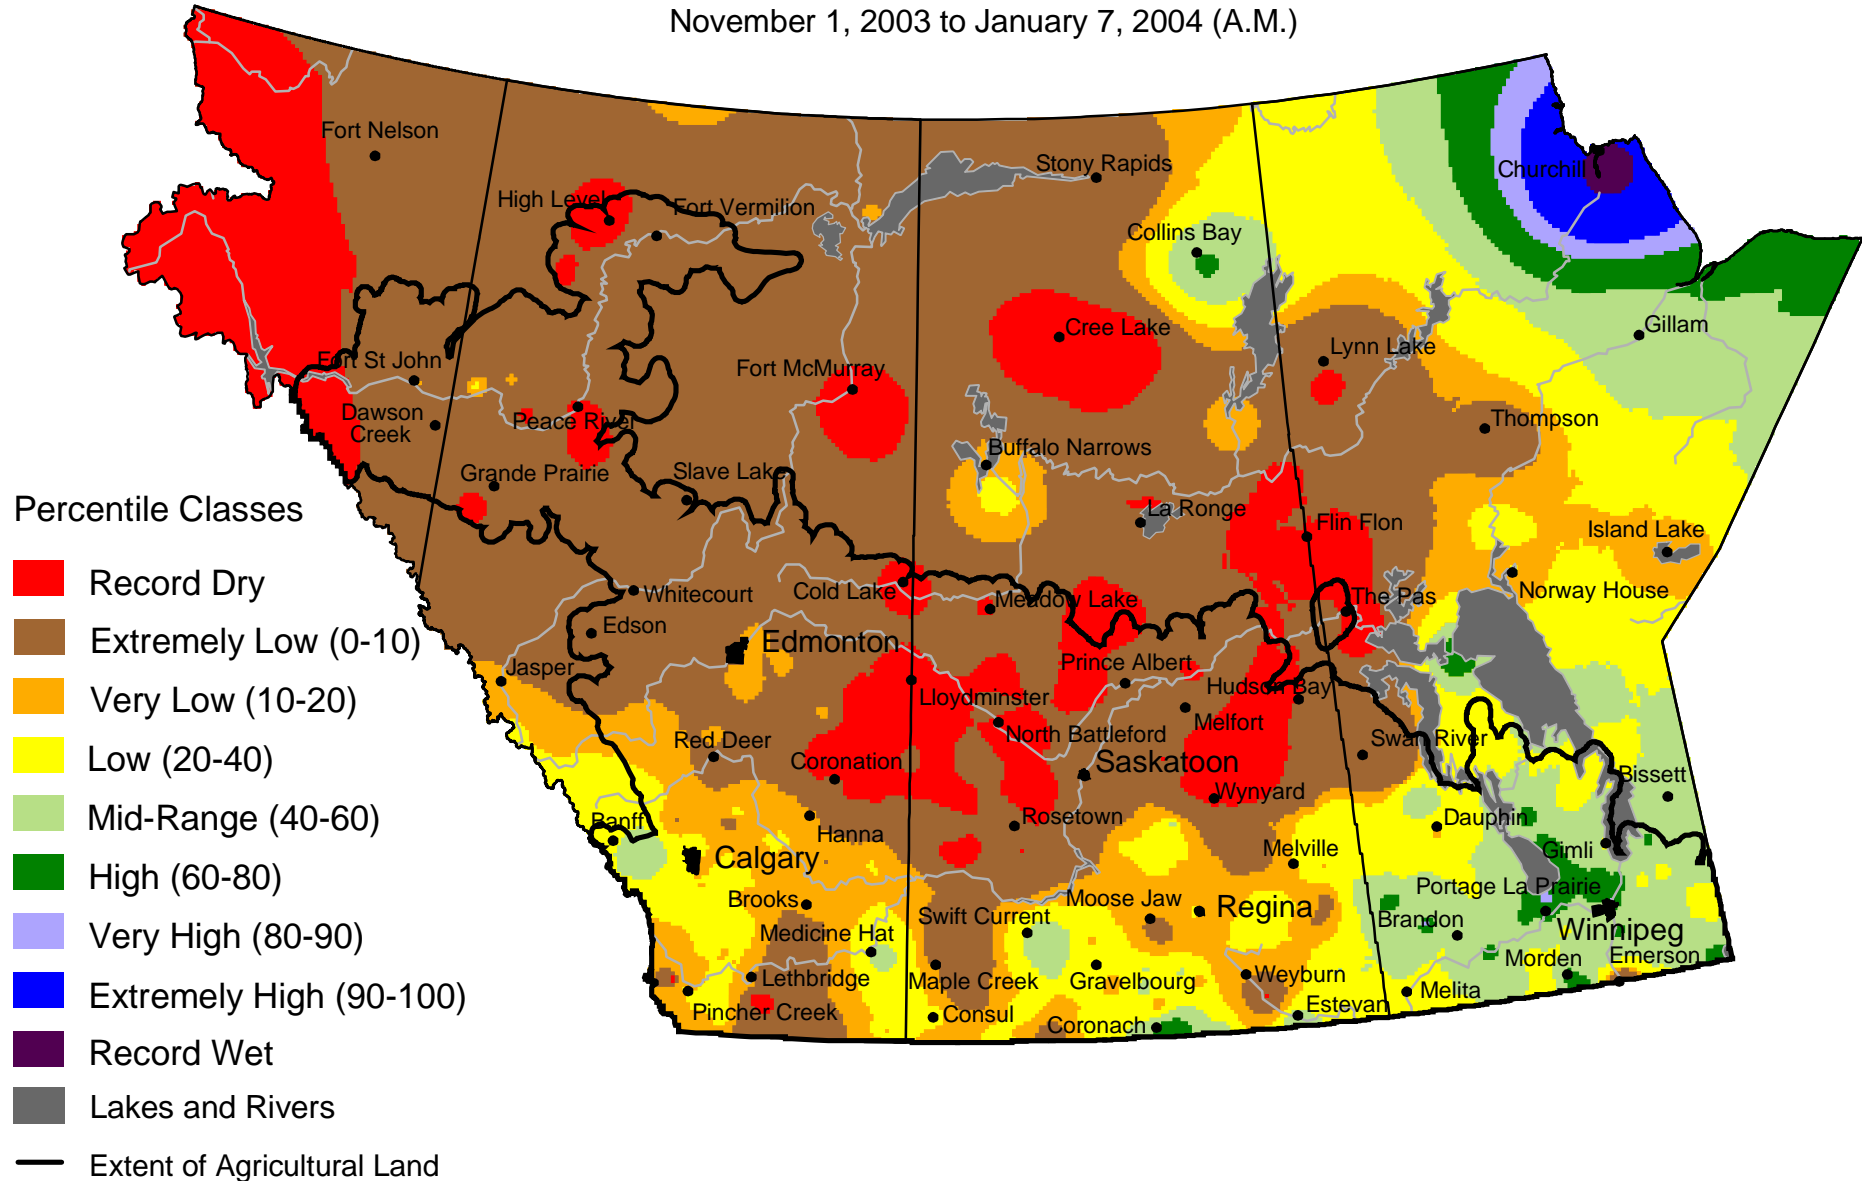 November 1, 2003 to January 7, 2004 (A.M.)
Fort Nelson
Stony Rapids
Churchill
High Level
Fort Vermilion
Collins Bay
Gillam
Cree Lake
Lynn Lake
Fort St John
Fort McMurray
Dawson
Creek
Peace River
Thompson
Buffalo Narrows
Grande Prairie
Slave Lake
La Ronge
Flin Flon
Island Lake
Whitecourt
Cold Lake
Meadow Lake
The Pas
Norway House
Edson
Edmonton
Jasper
Prince Albert
Hudson Bay
Lloydminster
Melfort
North Battleford
Red Deer
Swan River
Coronation
Saskatoon
Bissett
Wynyard
Banff
Hanna
Rosetown
Dauphin
Calgary
Melville
Gimli
Brooks
Moose Jaw
Portage La Prairie
Swift Current
Regina
Brandon
Medicine Hat
Winnipeg
Lethbridge
Maple Creek
Gravelbourg
Weyburn
Morden
Emerson
Pincher Creek
Consul
Coronach
Estevan
Melita
Percentile Classes
Record Dry
Extremely Low (0-10)
Very Low (10-20)
Low (20-40)
Mid-Range (40-60)
High (60-80)
Very High (80-90)
Extremely High (90-100)
Record Wet
Lakes and Rivers
Extent of Agricultural Land